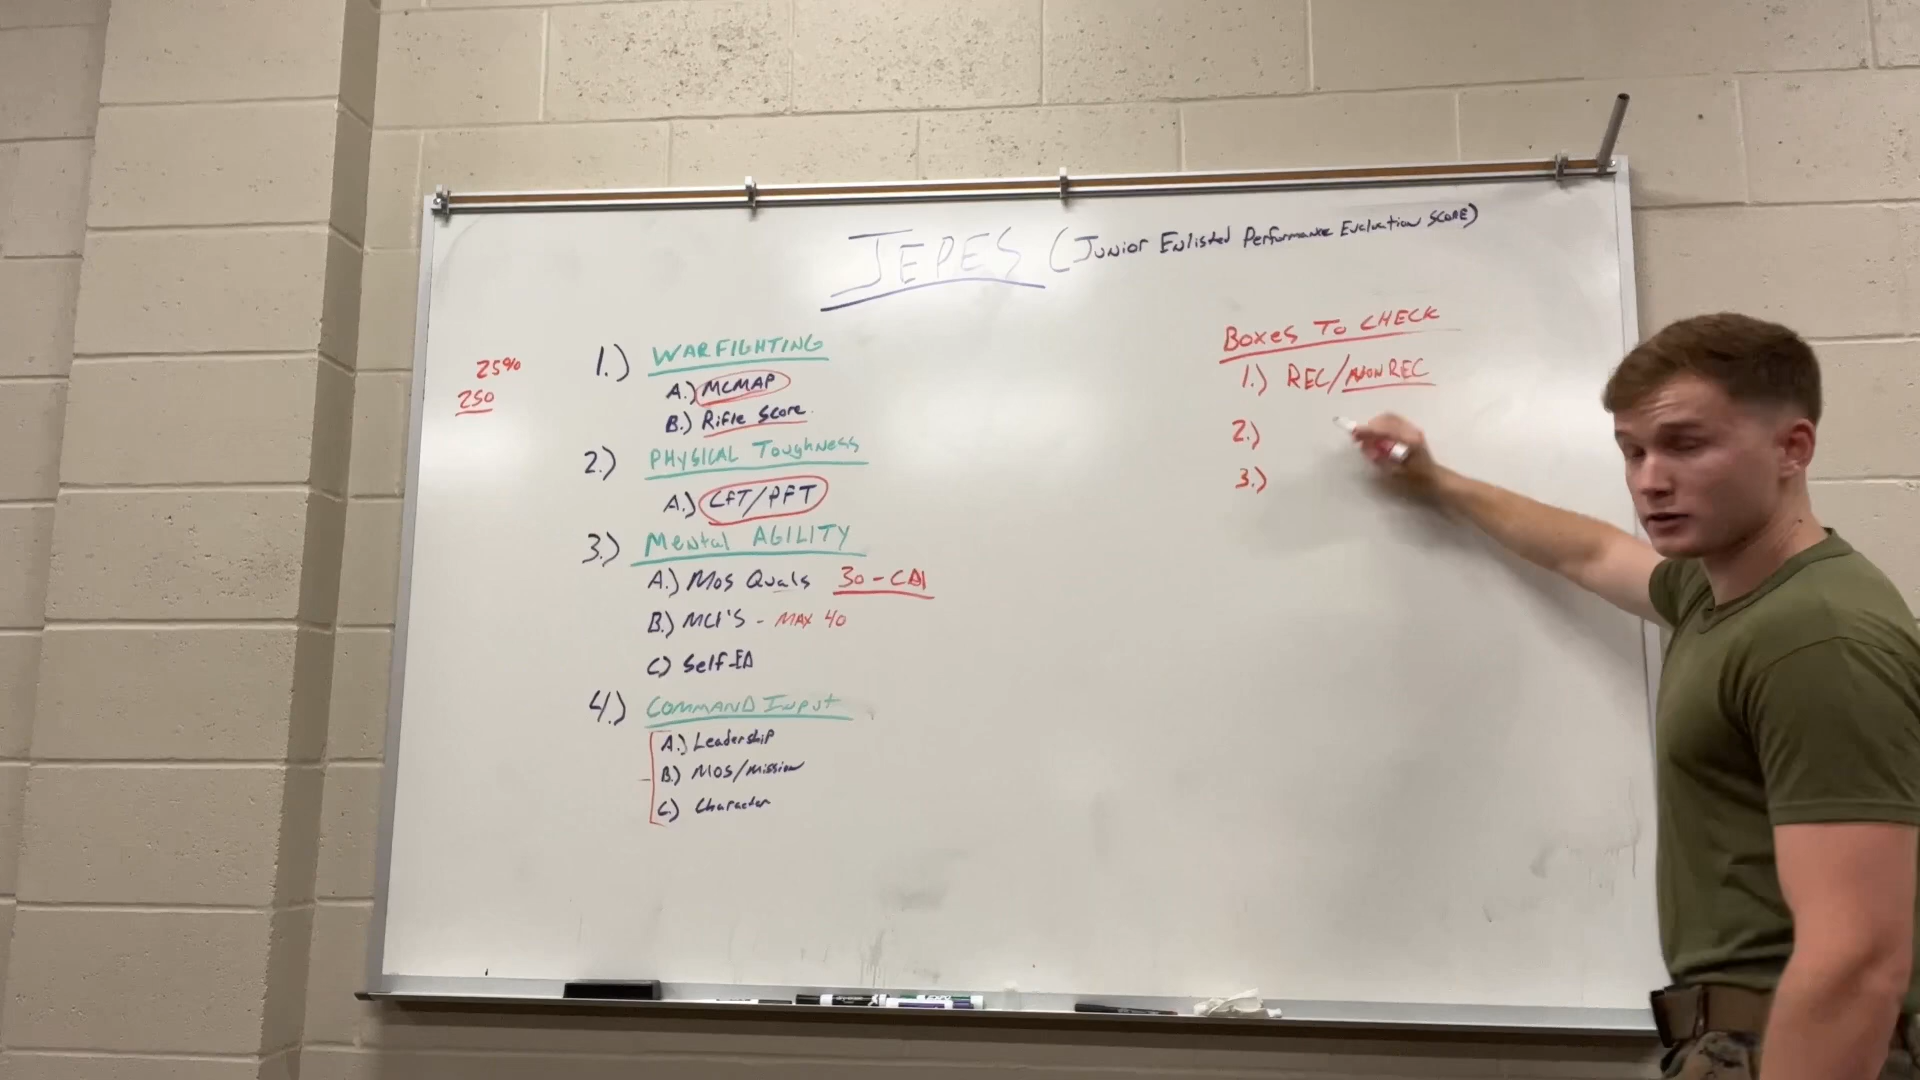 JEPES (Junior Enlisted Performance Evaluation Score)
25%
250
1.) WARFIGHTING
A.) MCMAP
B.) Rifle Score
2.) PHYSICAL Toughness
A.) CFT/PFT
3.) Mental AGILITY
A.) MOS Quals 30-CDI
B.) MCI'S - MAX 40
C.) Self-ED
4.) COMMAND Input
A.) Leadership
B.) MOS/Mission
C.) Character
Boxes To CHECK
1.) REC/NON REC
2.)
3.)